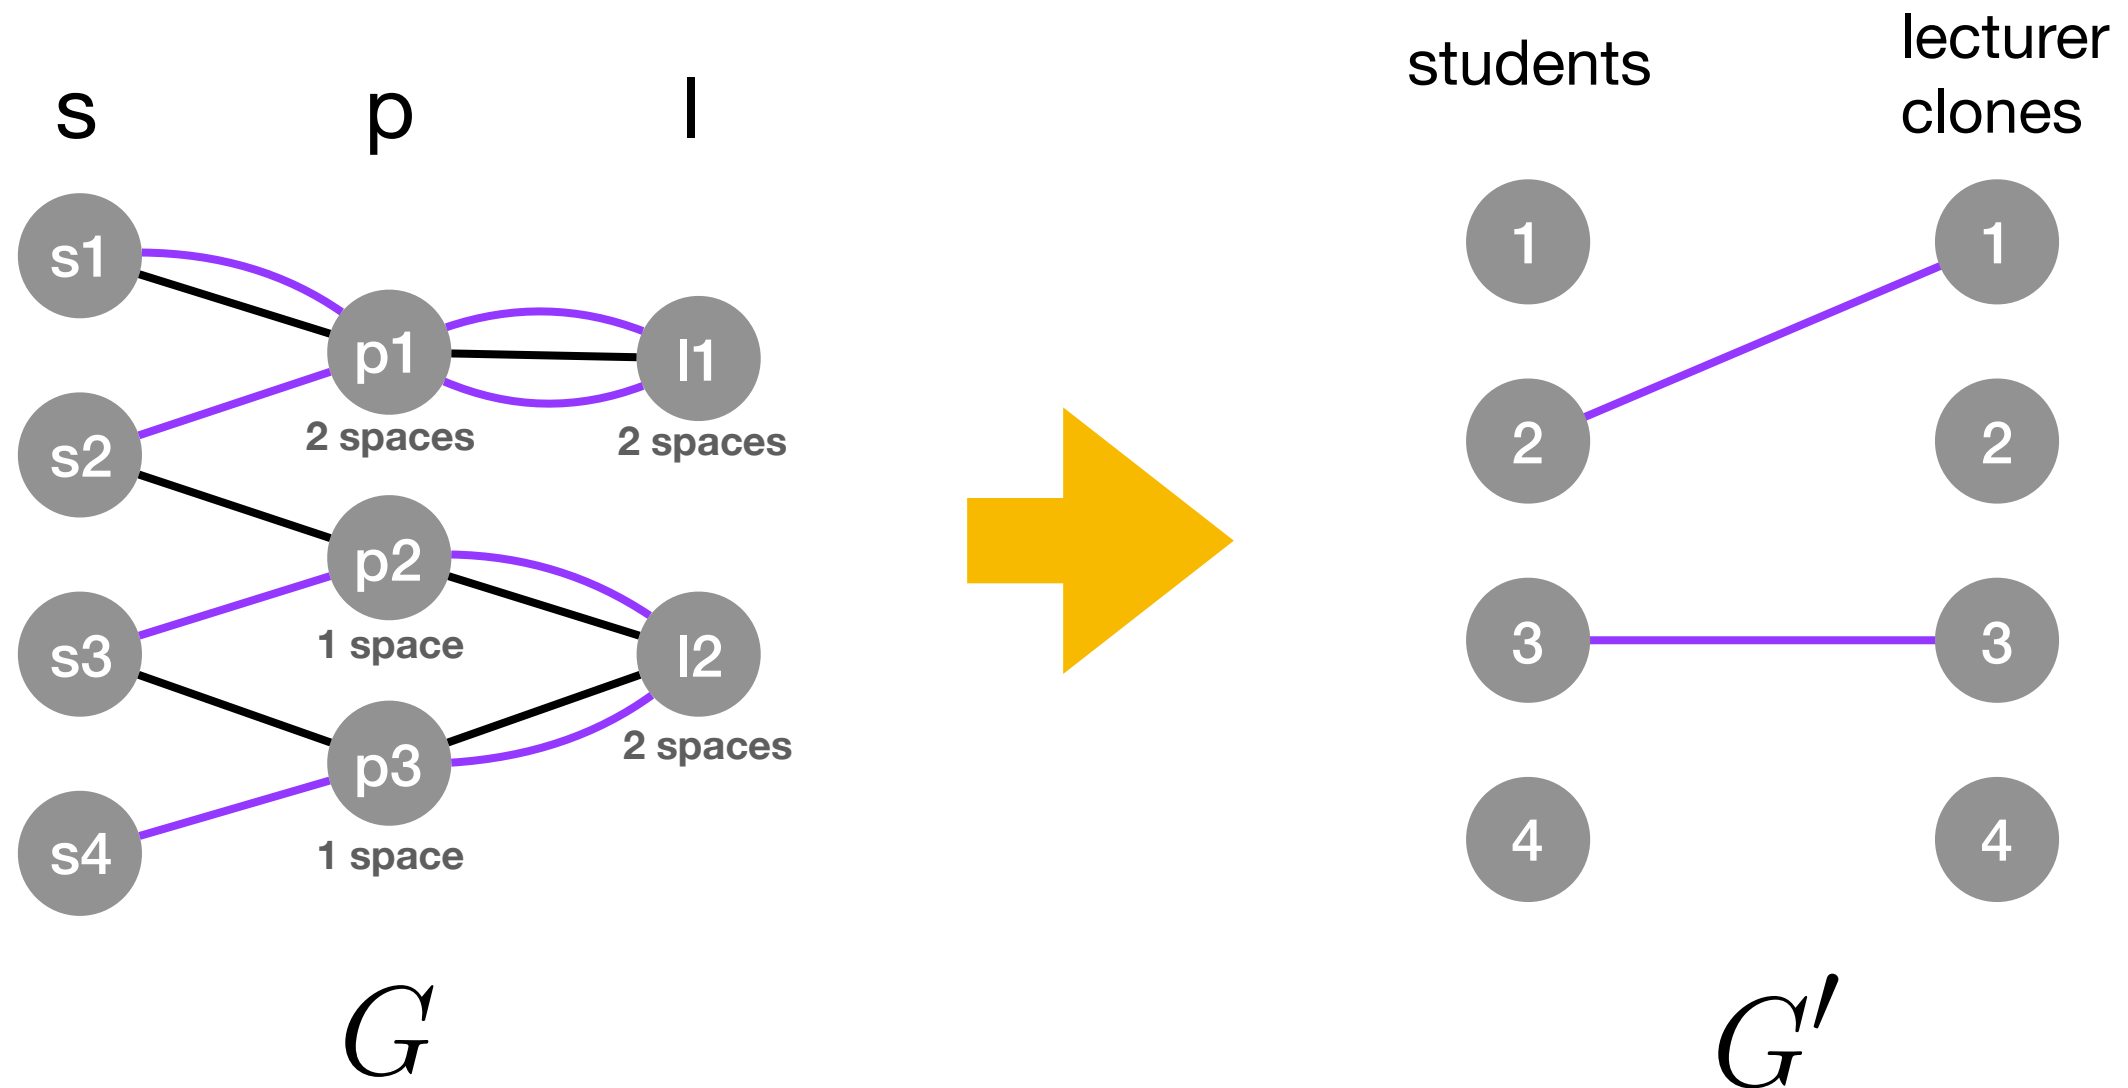 s p l
s1
s2
s3
s4
p1
2 spaces
p2
1 space
p3
1 space
l1
2 spaces
l2
2 spaces
G
students
lecturer
clones
1
2
3
4
1
2
3
4
G′